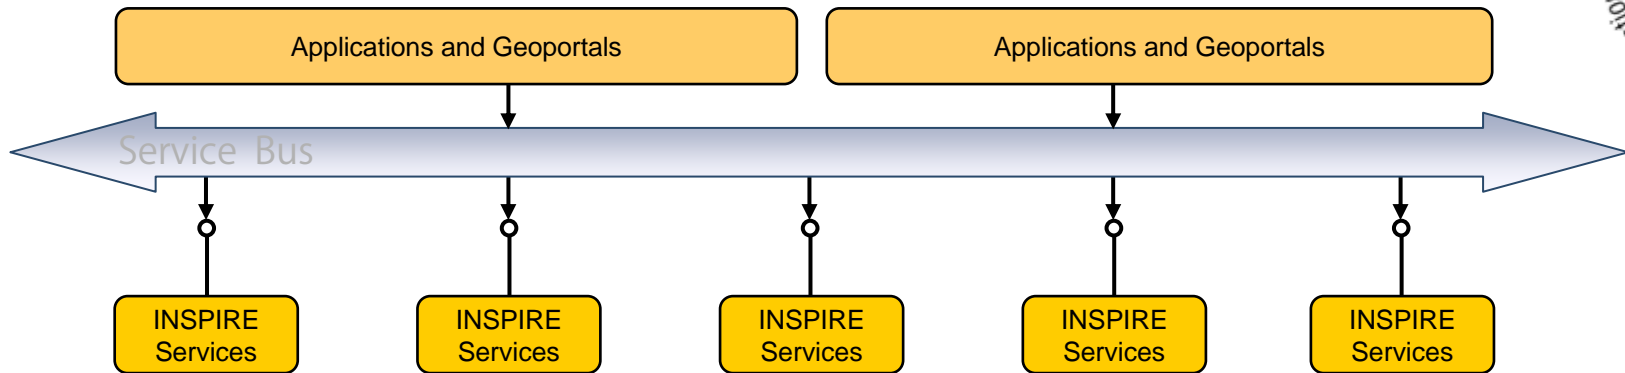 Applications and Geoportals
Applications and Geoportals
Service Bus
INSPIRE
Services
INSPIRE
Services
INSPIRE
Services
INSPIRE
Services
INSPIRE
Services